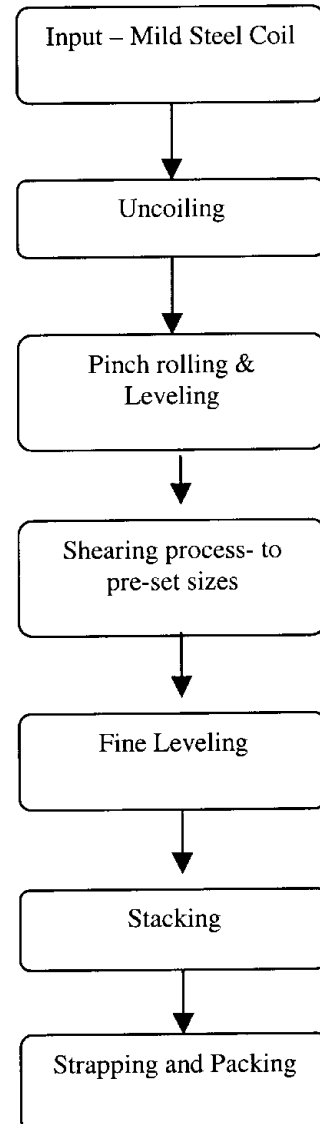 Input – Mild Steel Coil
Uncoiling
Pinch rolling &
Leveling
Shearing process- to
pre-set sizes
Fine Leveling
Stacking
Strapping and Packing